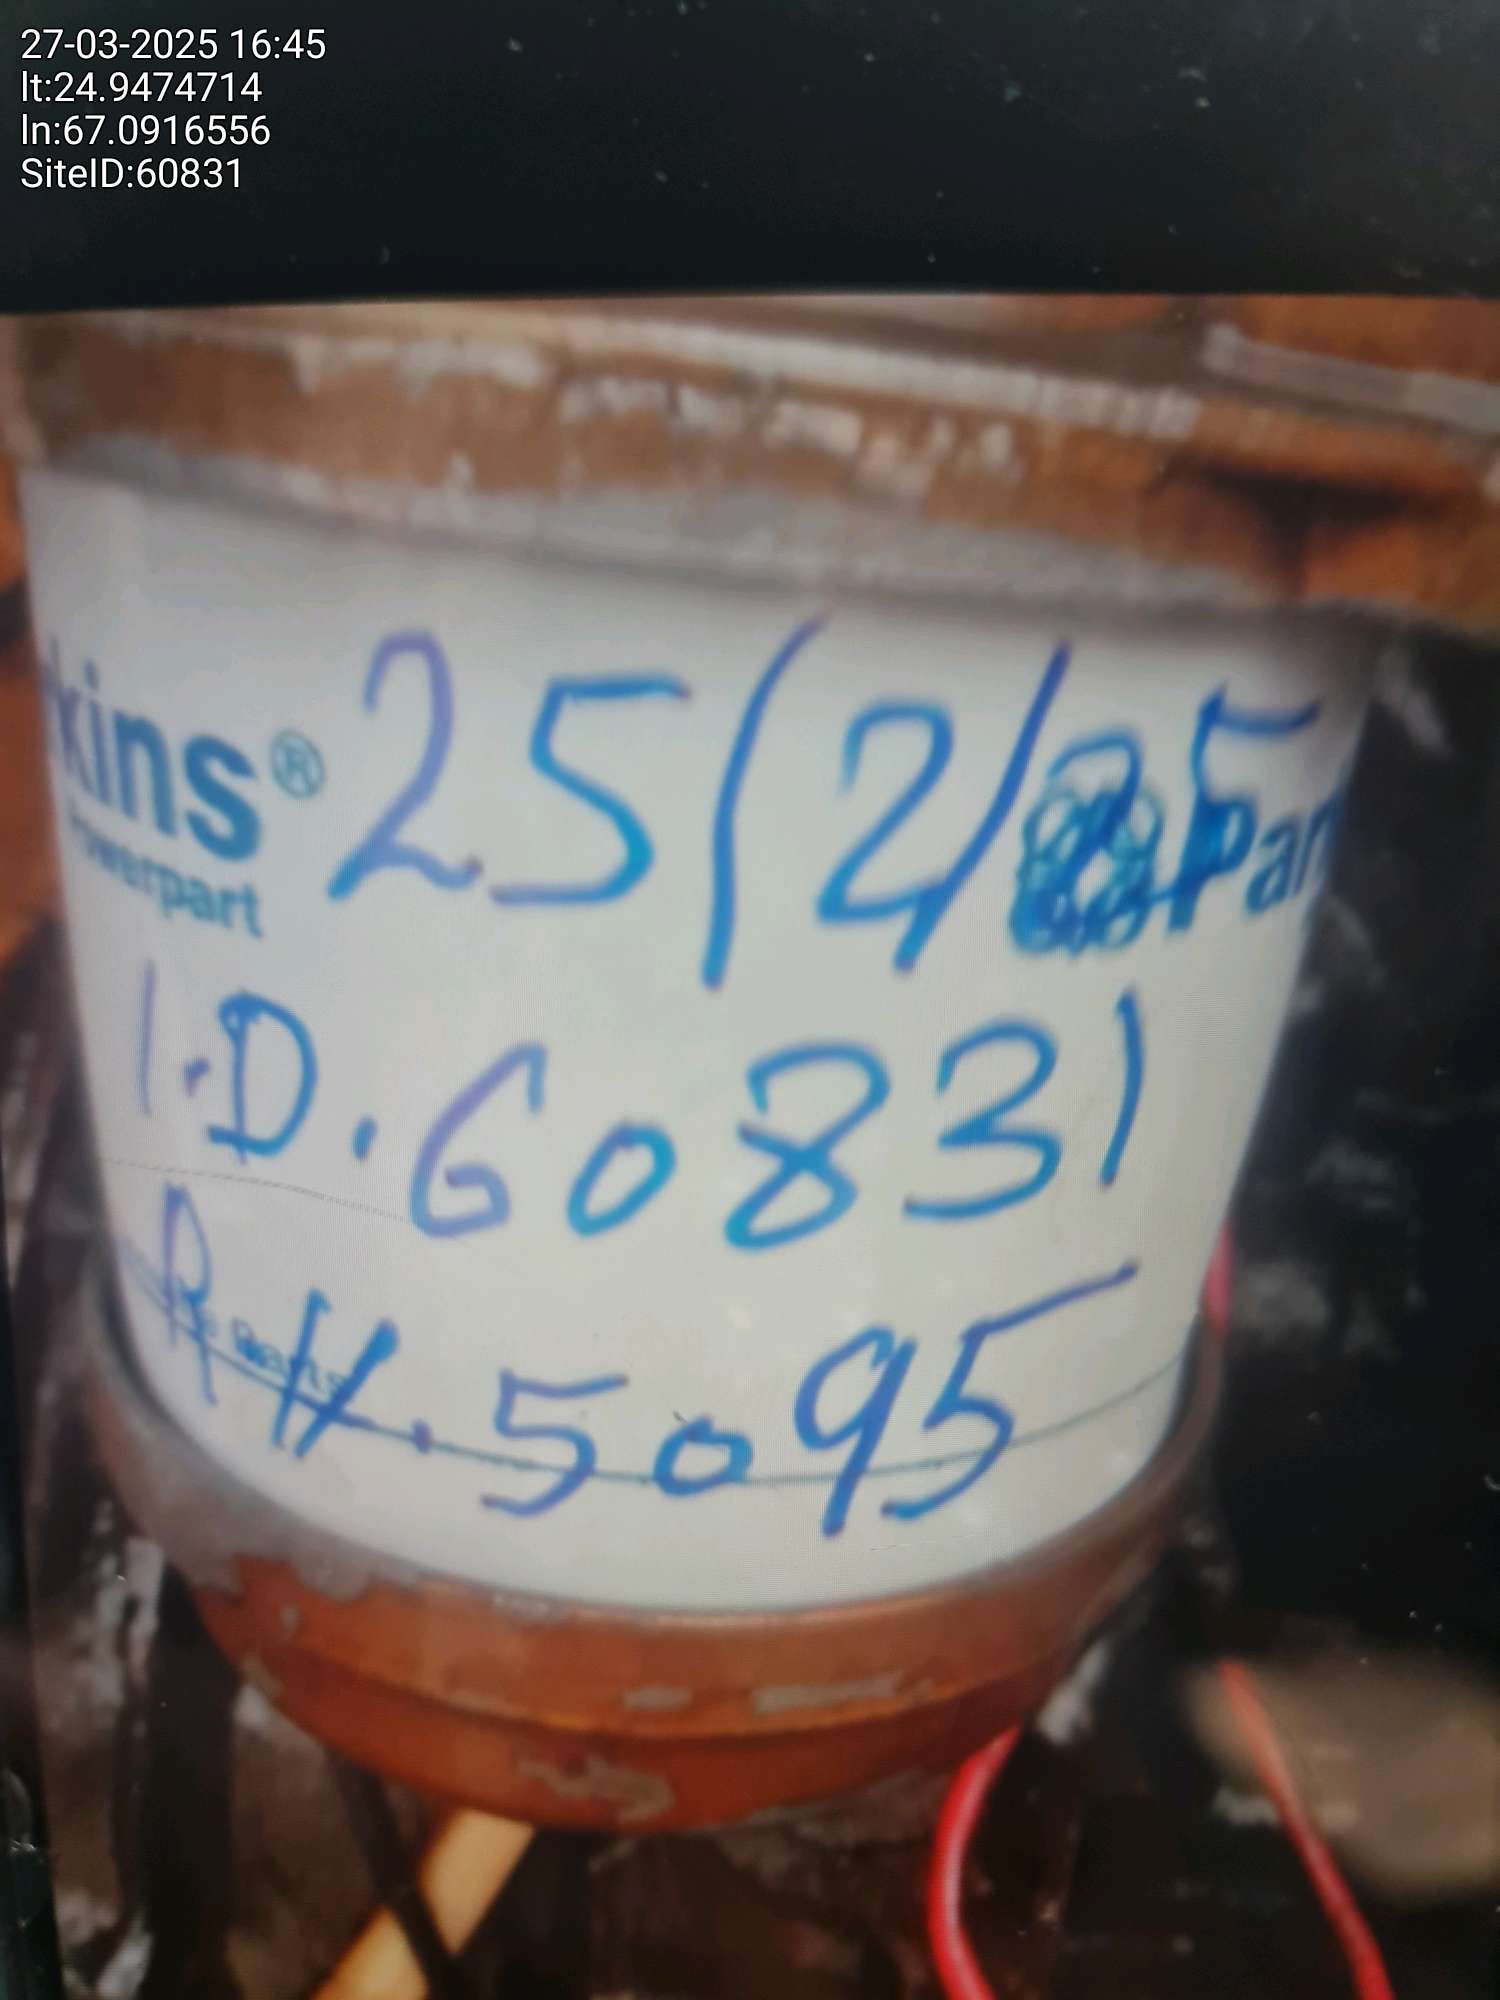 27-03-2025 16:45
lt:24.9474714
ln:67.0916556
SiteID:60831
kins®
Powerpart
25/2/25
Par
I.D.60831
R.H.5095